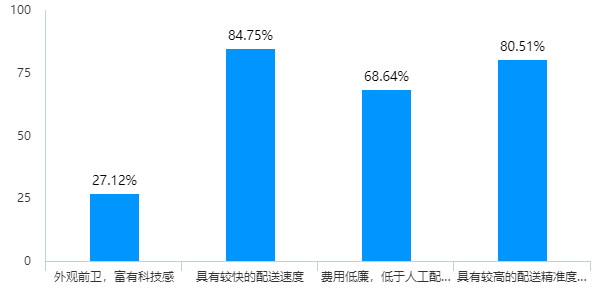 100
84.75%
80.51%
75
68.64%
50
27.12%
25
0
外观前卫，富有科技感
具有较快的配送速度
费用低廉，低于人工配...
具有较高的配送精准度...